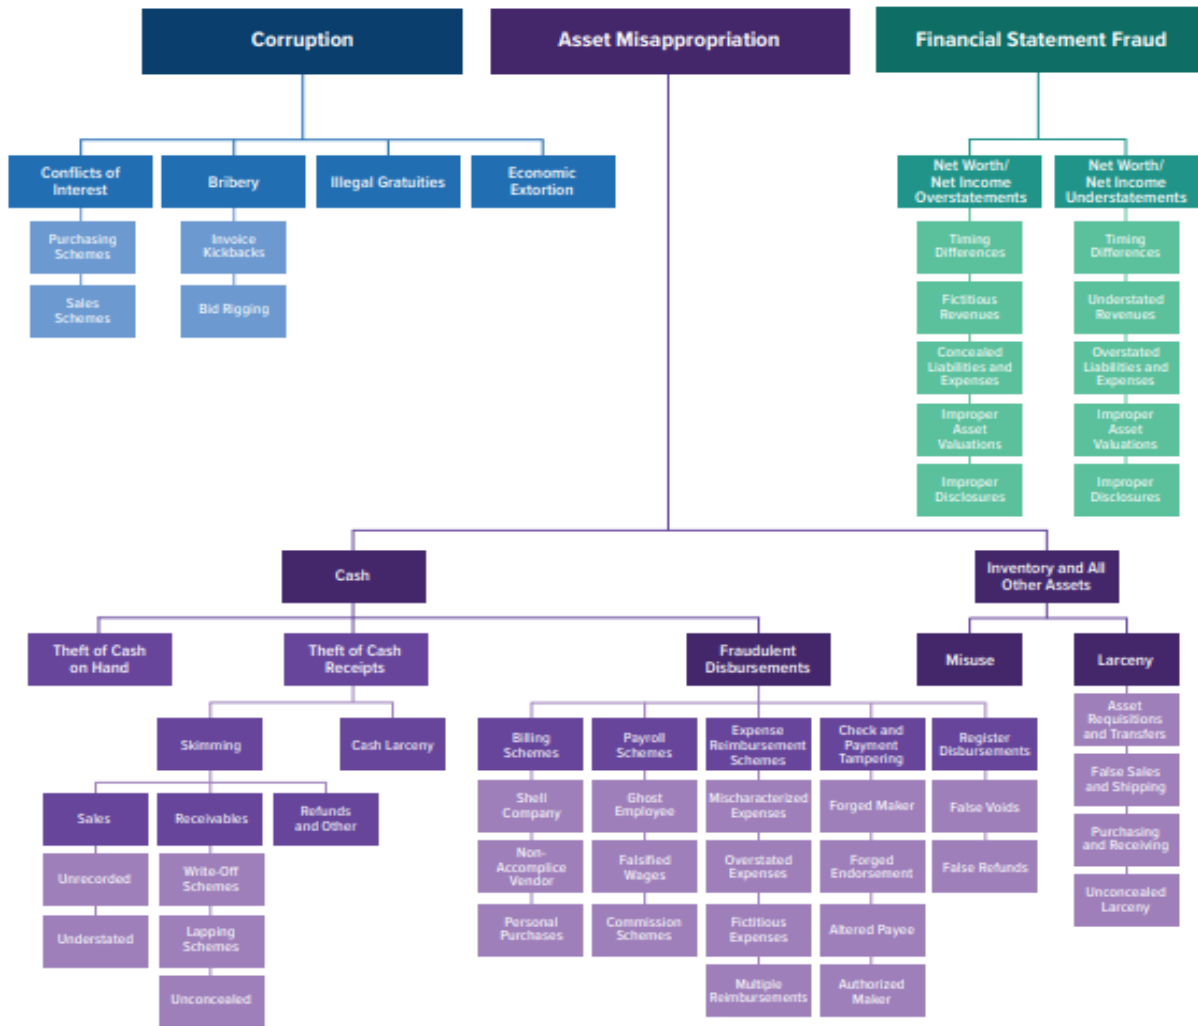 Corruption
Asset Misappropriation
Financial Statement Fraud
Conflicts of
Interest
Bribery
Illegal Gratuities
Economic
Extortion
Net Worth/
Net Income
Overstatements
Net Worth/
Net Income
Understatements
Purchasing
Schemes
Sales
Schemes
Invoice
Kickbacks
Bid Rigging
Timing
Differences
Fictitious
Revenues
Concealed
Liabilities and
Expenses
Improper
Asset
Valuations
Improper
Disclosures
Timing
Differences
Understated
Revenues
Overstated
Liabilities and
Expenses
Improper
Asset
Valuations
Improper
Disclosures
Cash
Inventory and All
Other Assets
Theft of Cash
on Hand
Theft of Cash
Receipts
Fraudulent
Disbursements
Misuse
Larceny
Skimming
Cash Larceny
Sales
Receivables
Refunds
and Other
Unrecorded
Understated
Write-Off
Schemes
Lapping
Schemes
Unconcealed
Billing
Schemes
Shell
Company
Non-
Accomplice
Vendor
Personal
Purchases
Payroll
Schemes
Ghost
Employee
Falsified
Wages
Commission
Schemes
Expense
Reimbursement
Schemes
Mischaracterized
Expenses
Overstated
Expenses
Fictitious
Expenses
Multiple
Reimbursements
Check and
Payment
Tampering
Forged Maker
Forged
Endorsement
Altered Payee
Authorized
Maker
Register
Disbursements
False Voids
False Refunds
Asset
Requisitions
and Transfers
False Sales
and Shipping
Purchasing
and Receiving
Unconcealed
Larceny